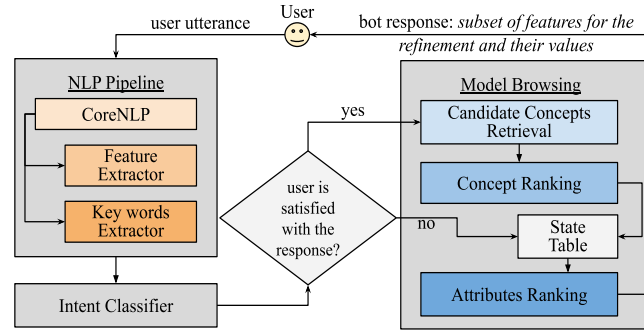 User
user utterance
bot response: subset of features for the
refinement and their values
NLP Pipeline
CoreNLP
Feature
Extractor
Key words
Extractor
Intent Classifier
user is
satisfied
with the
response?
yes
no
Model Browsing
Candidate Concepts
Retrieval
Concept Ranking
State
Table
Attributes Ranking